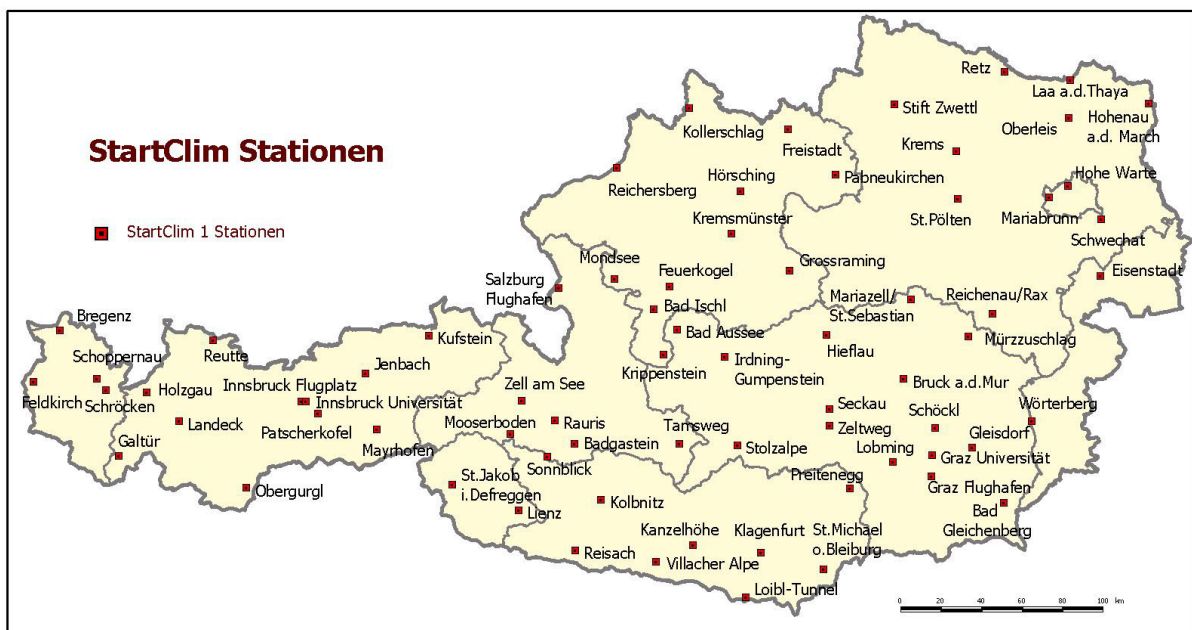 StartClim Stationen
StartClim 1 Stationen
Retz
Laa a.d.Thaya
Stift Zwettl
Hohenau
a.d. March
Oberleis
Kollerschlag
Freistadt
Krems
Reichersberg
Hörsching
Pabneukirchen
Hohe Warte
Kremsmünster
St.Pölten
Mariabrunn
Schwechat
Mondsee
Feuerkogel
Grossraming
Eisenstadt
Salzburg
Flughafen
Bad Ischl
Mariazell/
St.Sebastian
Reichenau/Rax
Bregenz
Bad Aussee
Hieflau
Mürzzuschlag
Kufstein
Schoppernau
Reutte
Jenbach
Krippenstein
Irdning-
Gumpenstein
Feldkirch
Schröcken
Holzgau
Innsbruck Flugplatz
Innsbruck Universität
Zell am See
Bruck a.d.Mur
Landeck
Patscherkofel
Mayrhofen
Mooserboden
Rauris
Badgastein
Tamsweg
Seckau
Zeltweg
Schöckl
Wörterberg
Gleisdorf
Galtür
Sonnblick
Stolzalpe
Lobming
Graz Universität
Obergurgl
St.Jakob
i.Defreggen
Preitenegg
Graz Flughafen
Lienz
Kolbnitz
Bad
Gleichenberg
Kanzelhöhe
Klagenfurt
St.Michael
o.Bleiburg
Reisach
Villacher Alpe
Loibl-Tunnel
0 20 40 60 80 100 km